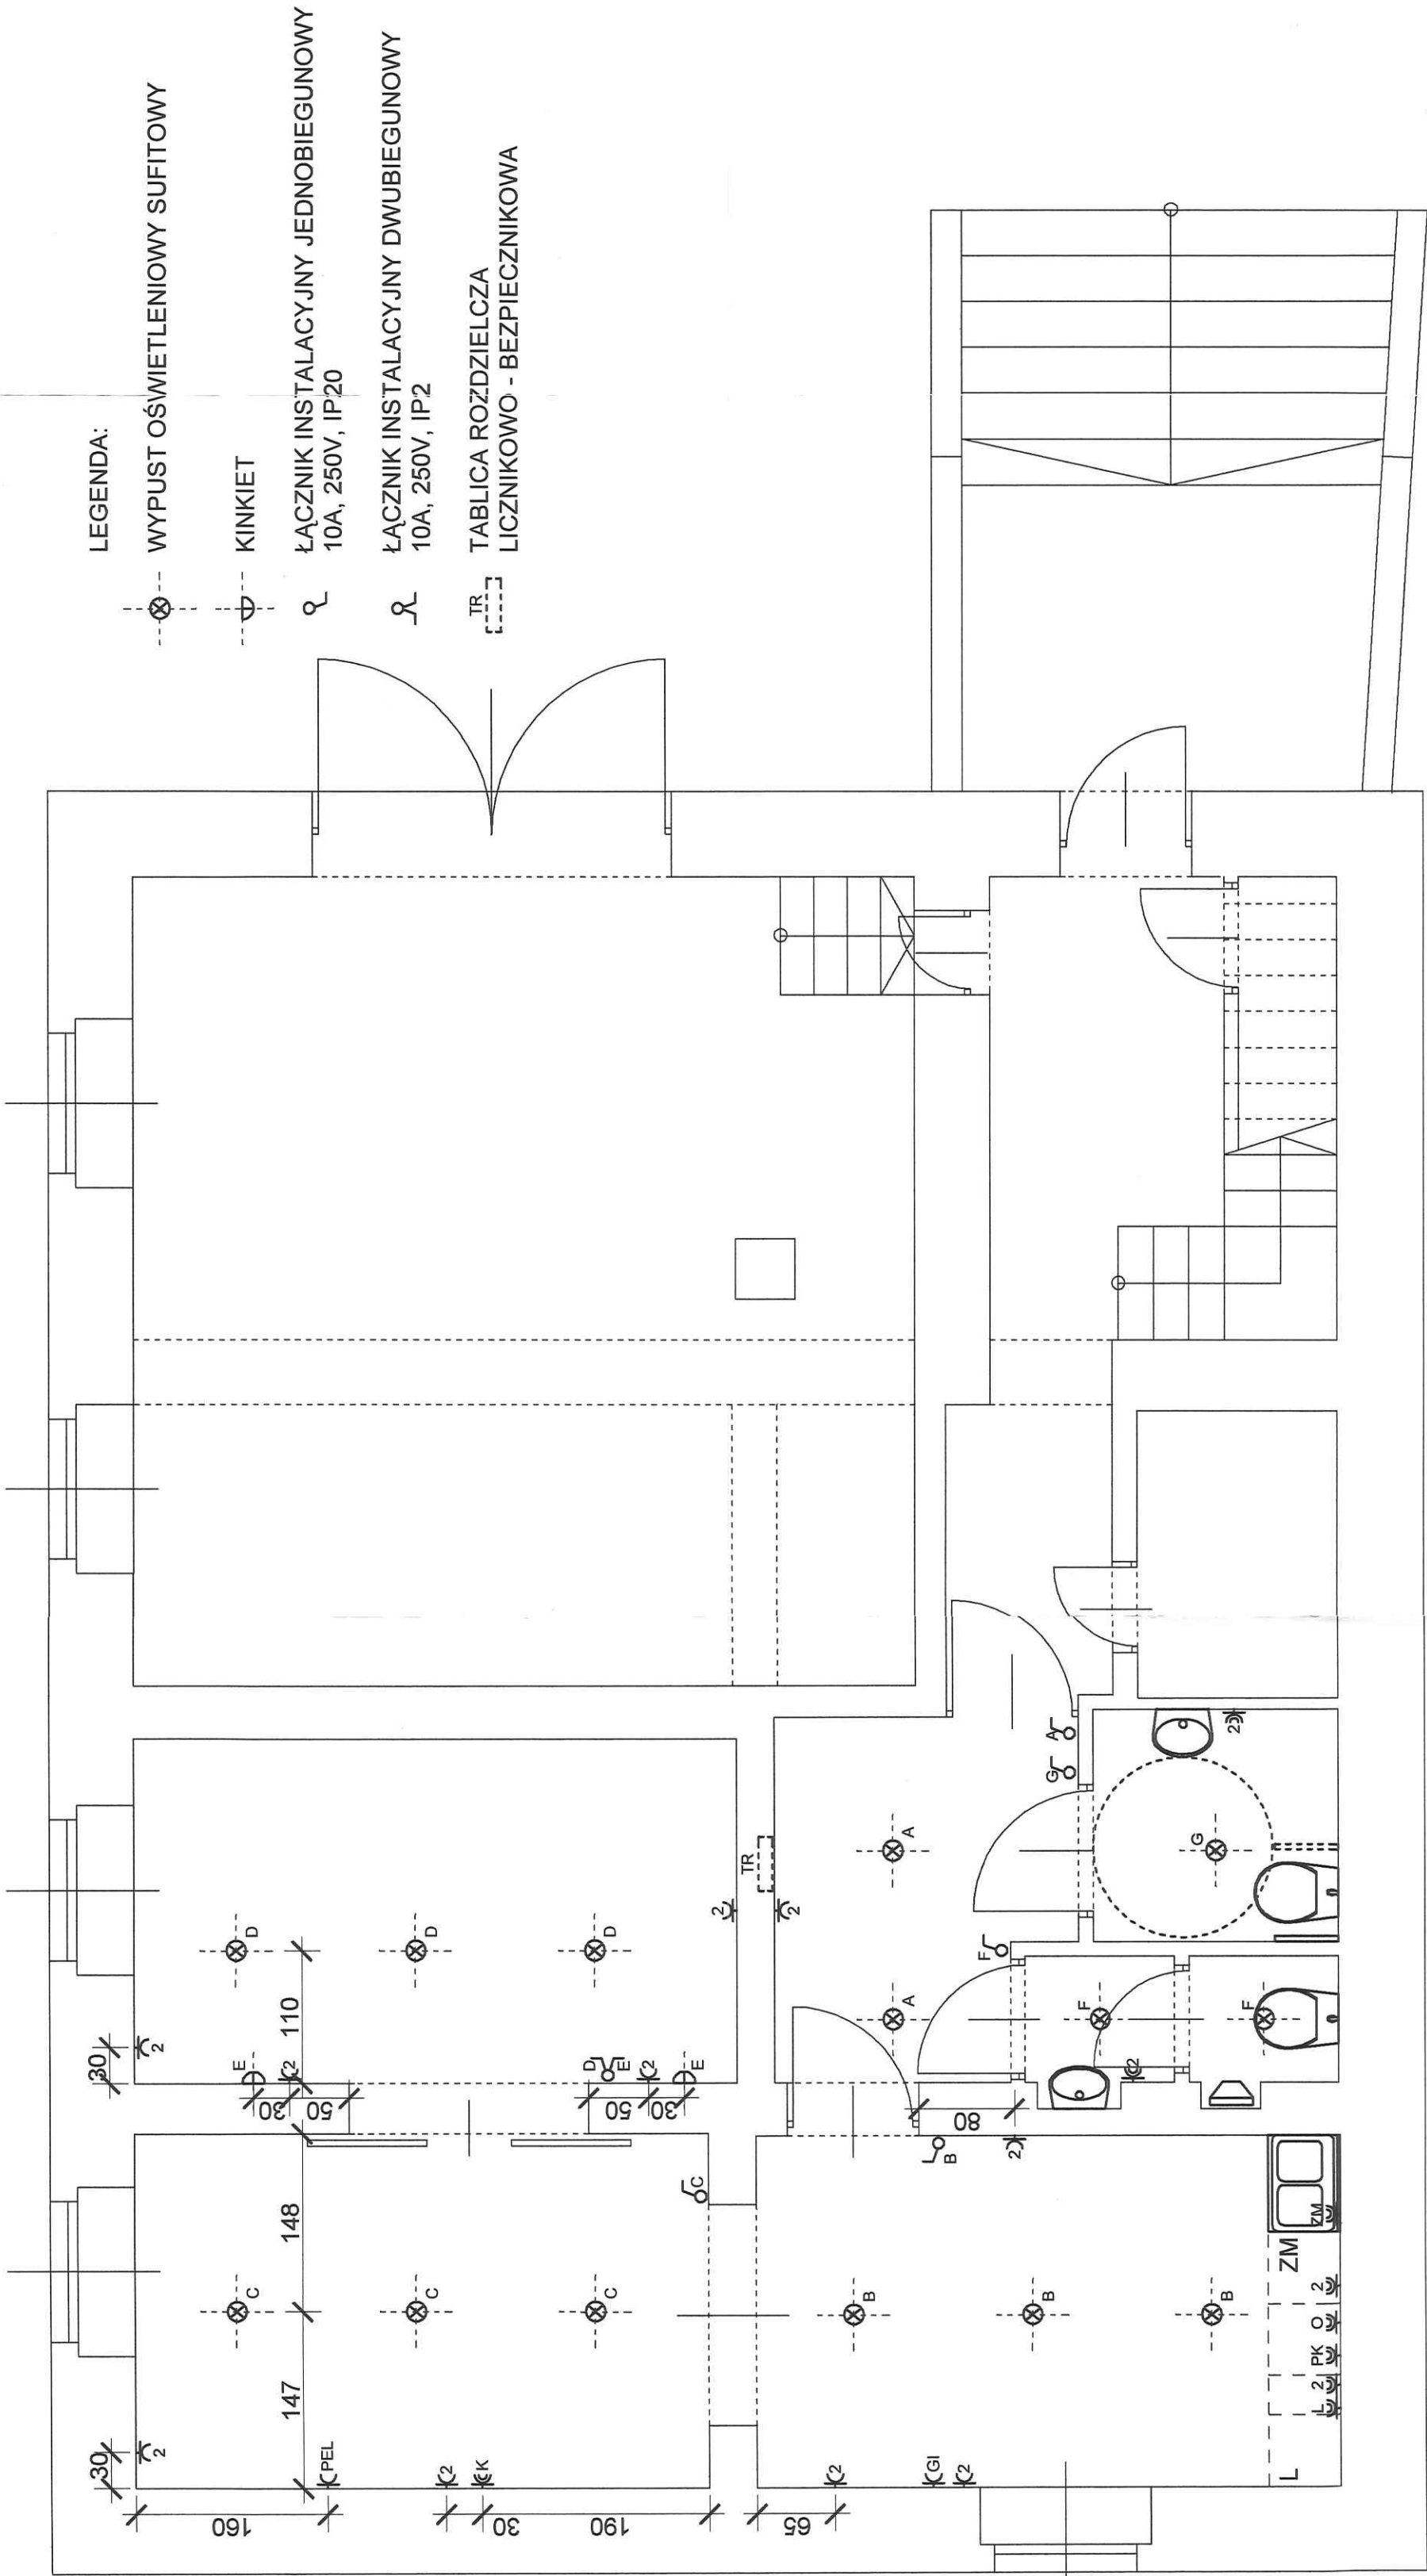 LEGENDA:
WYPUST OŚWIETLENIOWY SUFITOWY
KINKIET
ŁĄCZNIK INSTALACYJNY JEDNOBIEGUNOWY
10A, 250V, IP20
ŁĄCZNIK INSTALACYJNY DWUBIEGUNOWY
10A, 250V, IP2
TR
TABLICA ROZDZIELCZA
LICZNIKOWO - BEZPIECZNIKOWA
30
2
E
2
30
50
110
D
D
D
D
E
2
E
50
30
2
TR
2
A
A
A
G
F
G
2
F
F
2
80
30
2
147
148
C
C
C
C
PEL
2
K
160
30
190
65
2
GI
2
B
2
B
B
B
ZM
ZM
2
O
PK
2
L
L